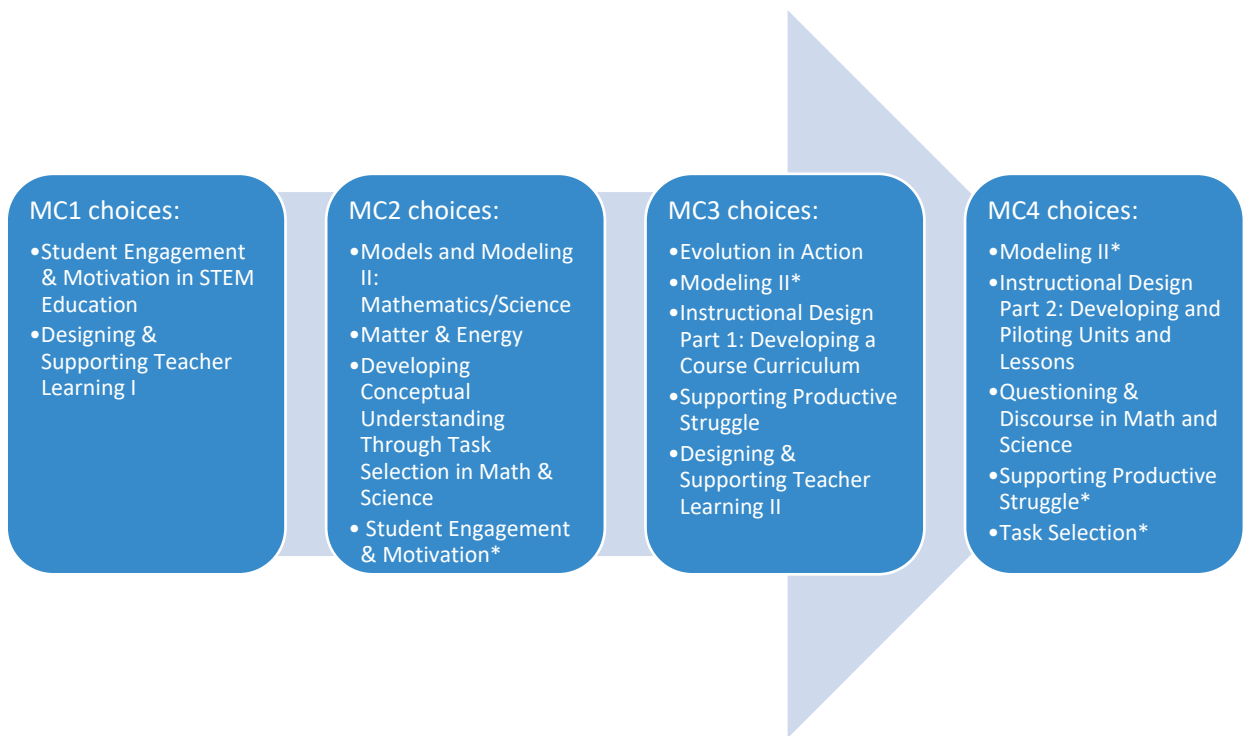 MC1 choices:
•Student Engagement
& Motivation in STEM
Education
•Designing &
Supporting Teacher
Learning I
MC2 choices:
•Models and Modeling
II:
Mathematics/Science
•Matter & Energy
•Developing
Conceptual
Understanding
Through Task
Selection in Math &
Science
• Student Engagement
& Motivation*
MC3 choices:
•Evolution in Action
•Modeling II*
•Instructional Design
Part 1: Developing a
Course Curriculum
•Supporting Productive
Struggle
•Designing &
Supporting Teacher
Learning II
MC4 choices:
•Modeling II*
•Instructional Design
Part 2: Developing and
Piloting Units and
Lessons
•Questioning &
Discourse in Math and
Science
•Supporting Productive
Struggle*
•Task Selection*